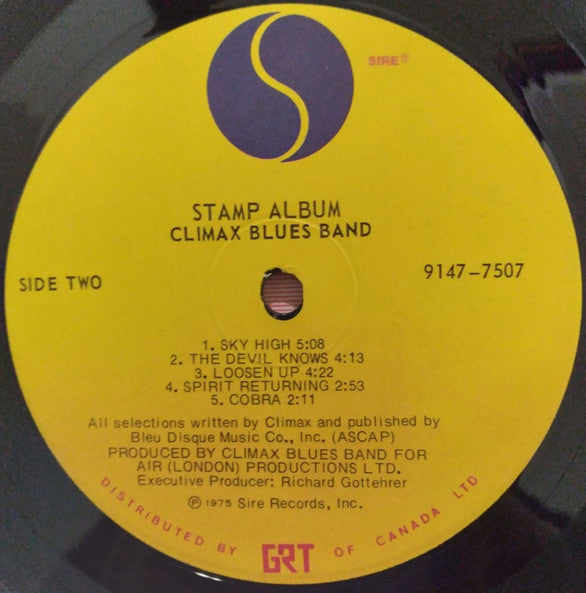 SIRE®
STAMP ALBUM
CLIMAX BLUES BAND
SIDE TWO
9147-7507
1. SKY HIGH 5:08
2. THE DEVIL KNOWS 4:13
3. LOOSEN UP 4:22
4. SPIRIT RETURNING 2:53
5. COBRA 2:11
All selections written by Climax and published by
Bleu Disque Music Co., Inc. (ASCAP)
PRODUCED BY CLIMAX BLUES BAND FOR
AIR (LONDON) PRODUCTIONS LTD.
Executive Producer: Richard Gottehrer
℗ 1975 Sire Records, Inc.
DISTRIBUTED BY GRT OF CANADA LTD